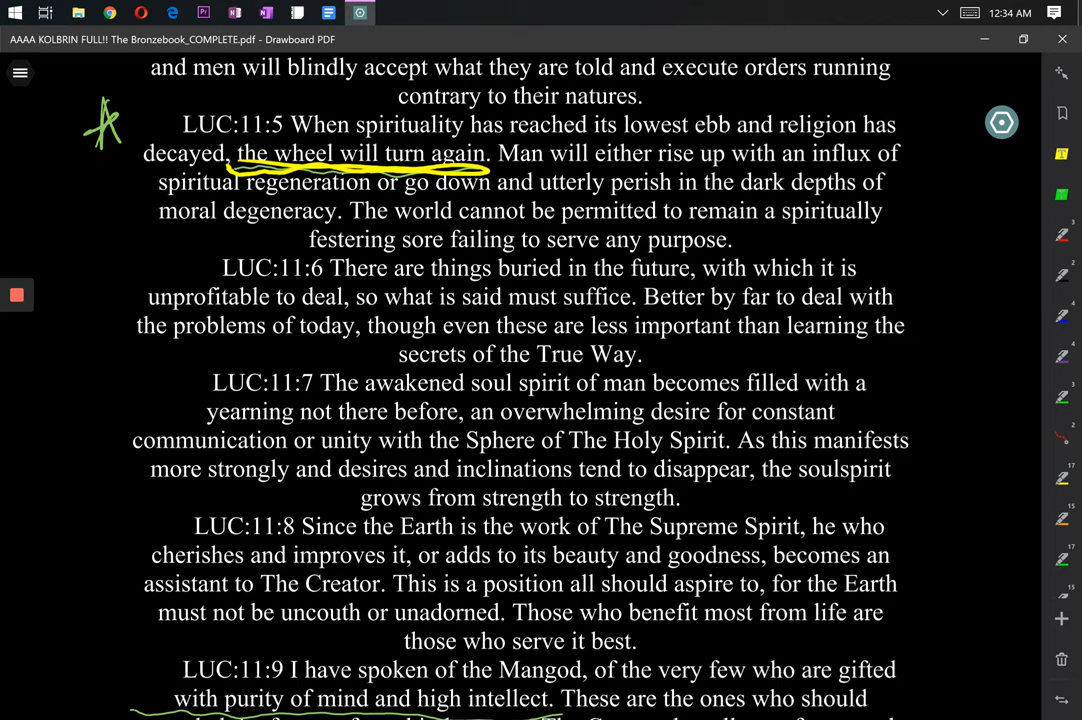 12:34 AM
AAAA KOLBRIN FULL!! The Bronzebook_COMPLETE.pdf - Drawboard PDF
and men will blindly accept what they are told and execute orders running
contrary to their natures.
LUC:11:5 When spirituality has reached its lowest ebb and religion has
decayed, the wheel will turn again. Man will either rise up with an influx of
spiritual regeneration or go down and utterly perish in the dark depths of
moral degeneracy. The world cannot be permitted to remain a spiritually
festering sore failing to serve any purpose.
LUC:11:6 There are things buried in the future, with which it is
unprofitable to deal, so what is said must suffice. Better by far to deal with
the problems of today, though even these are less important than learning the
secrets of the True Way.
LUC:11:7 The awakened soul spirit of man becomes filled with a
yearning not there before, an overwhelming desire for constant
communication or unity with the Sphere of The Holy Spirit. As this manifests
more strongly and desires and inclinations tend to disappear, the soulspirit
grows from strength to strength.
LUC:11:8 Since the Earth is the work of The Supreme Spirit, he who
cherishes and improves it, or adds to its beauty and goodness, becomes an
assistant to The Creator. This is a position all should aspire to, for the Earth
must not be uncouth or unadorned. Those who benefit most from life are
those who serve it best.
LUC:11:9 I have spoken of the Mangod, of the very few who are gifted
with purity of mind and high intellect. These are the ones who should
3
2
4
4
3
2
17
15
17
15